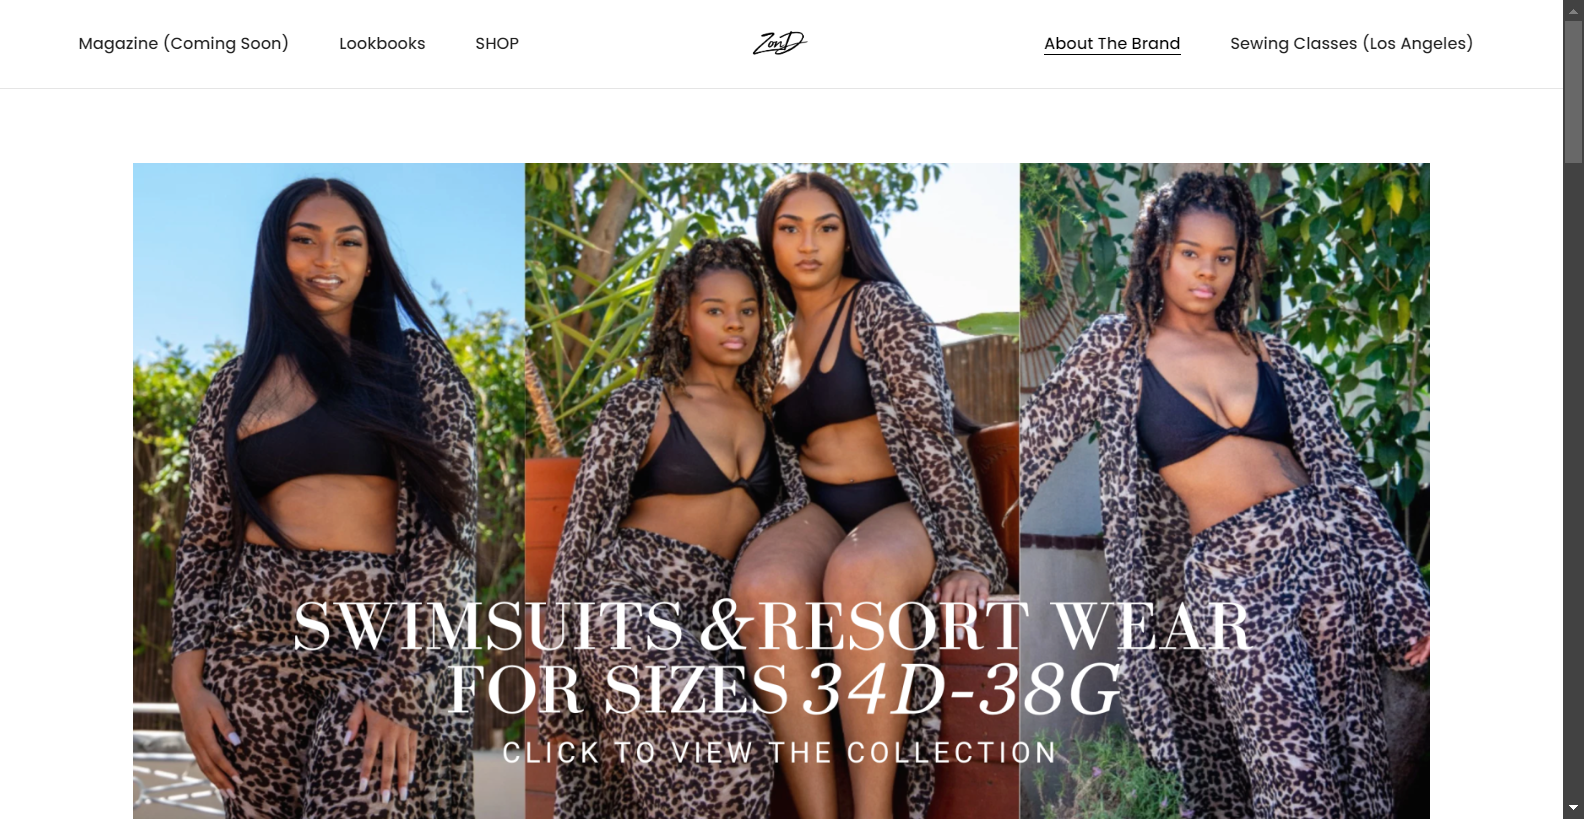 Magazine (Coming Soon) Lookbooks SHOP ZonD About The Brand Sewing Classes (Los Angeles)
SWIMSUITS &RESORT WEAR
FOR SIZES 34D-38G
CLICK TO VIEW THE COLLECTION